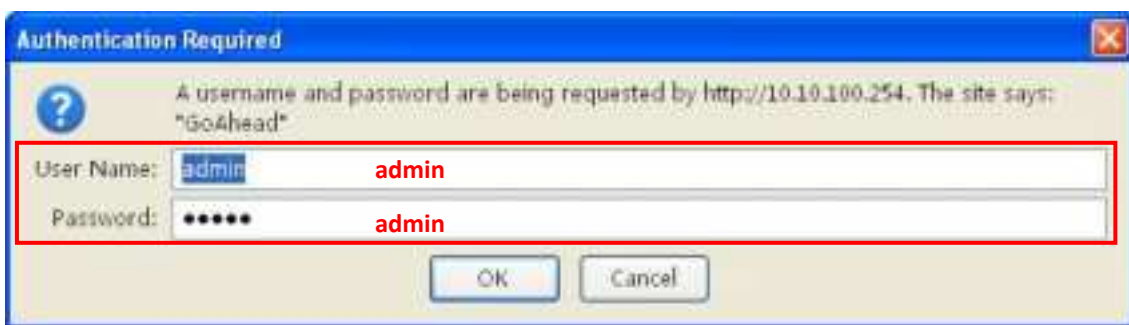 Authentication Required
A username and password are being requested by http://10.10.100.254. The site says:
"GoAhead"
User Name: admin admin
Password: ●●●●● admin
OK Cancel